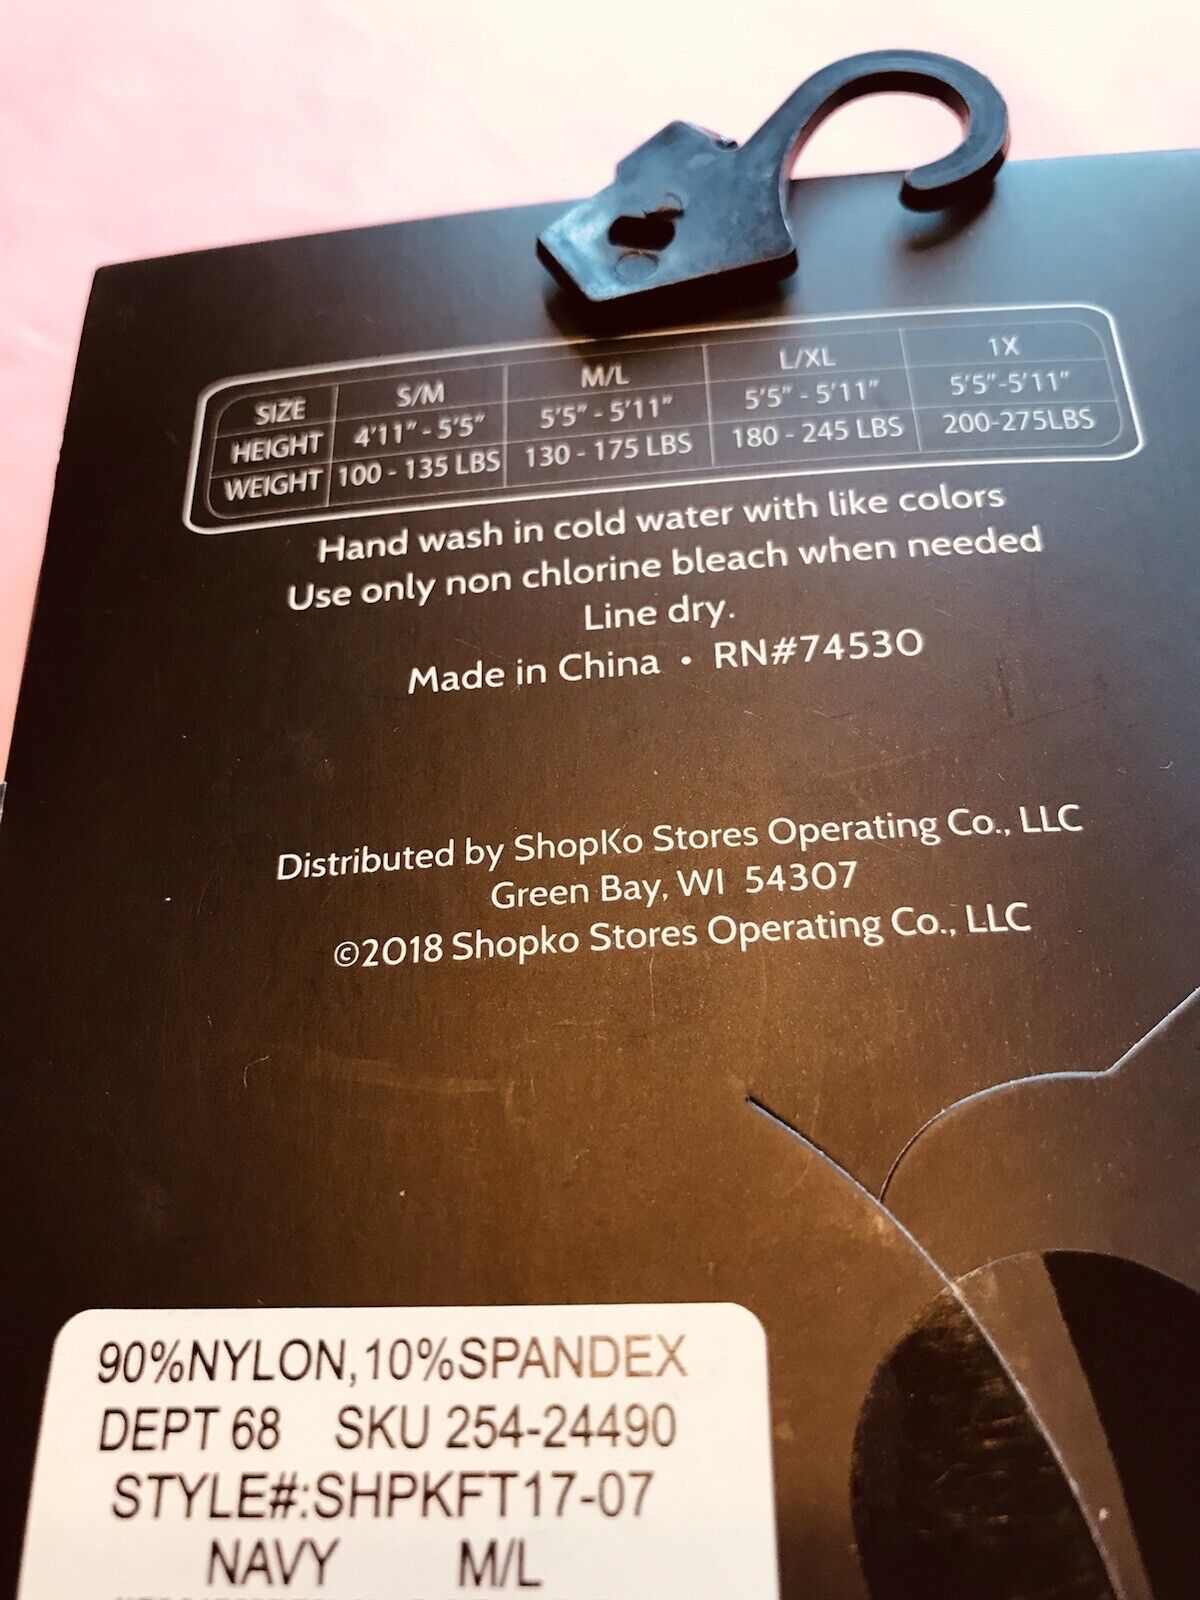 SIZE S/M M/L L/XL 1X
HEIGHT 4'11" - 5'5" 5'5" - 5'11" 5'5" - 5'11" 5'5"-5'11"
WEIGHT 100 - 135 LBS 130 - 175 LBS 180 - 245 LBS 200-275LBS
Hand wash in cold water with like colors
Use only non chlorine bleach when needed
Line dry.
Made in China • RN#74530
Distributed by ShopKo Stores Operating Co., LLC
Green Bay, WI 54307
©2018 Shopko Stores Operating Co., LLC
90%NYLON,10%SPANDEX
DEPT 68 SKU 254-24490
STYLE#:SHPKFT17-07
NAVY M/L